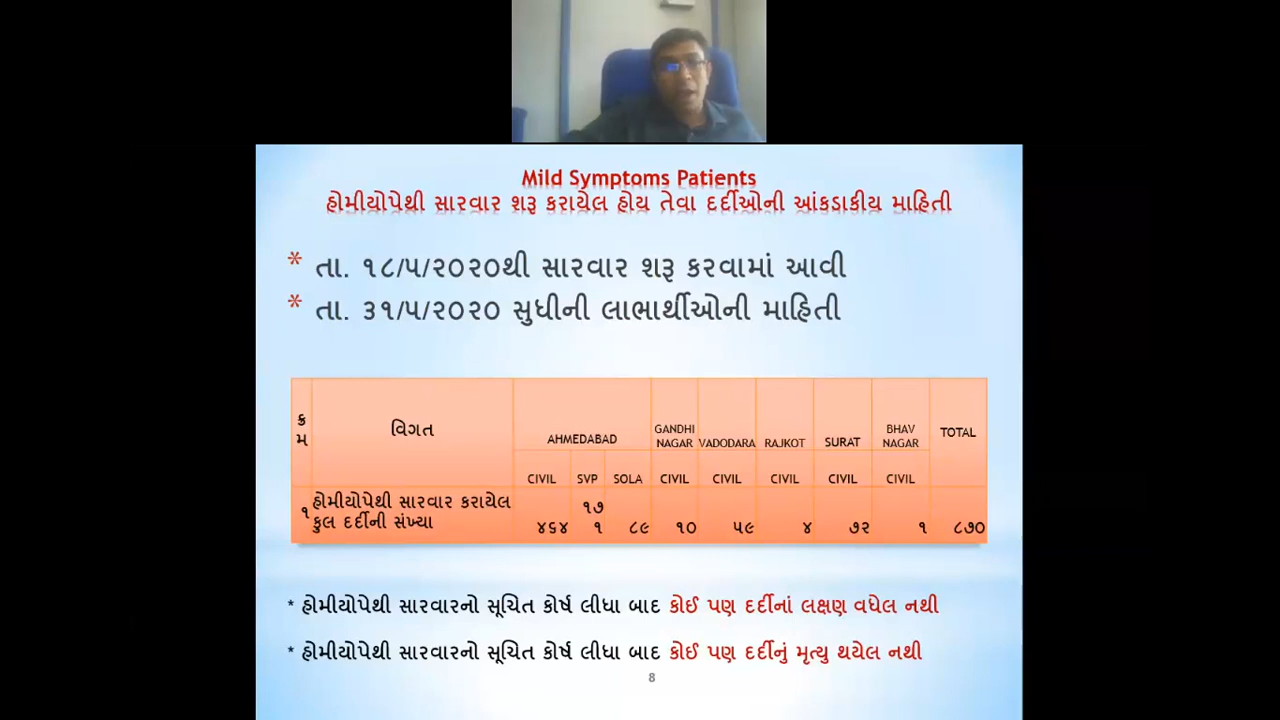 Mild Symptoms Patients
હોમીયોપેથી સારવાર શરૂ કરાયેલ હોય તેવા દર્દીઓની આંકડાકીય માહિતી
* તા. ૧૮/૫/૨૦૨૦થી સારવાર શરૂ કરવામાં આવી
* તા. ૩૧/૫/૨૦૨૦ સુધીની લાભાર્થીઓની માહિતી
ક્રમ વિગત AHMEDABAD GANDHI NAGAR VADODARA RAJKOT SURAT BHAV NAGAR TOTAL
CIVIL SVP SOLA CIVIL CIVIL CIVIL CIVIL CIVIL
૧ હોમીયોપેથી સારવાર કરાયેલ કુલ દર્દીની સંખ્યા ૪૬૪ ૧૭૧ ૮૯ ૧૦ ૫૯ ૪ ૭૨ ૧ ૮૭૦
* હોમીયોપેથી સારવારનો સૂચિત કોર્ષ લીધા બાદ કોઈ પણ દર્દીનાં લક્ષણ વધેલ નથી
* હોમીયોપેથી સારવારનો સૂચિત કોર્ષ લીધા બાદ કોઈ પણ દર્દીનું મૃત્યુ થયેલ નથી
8